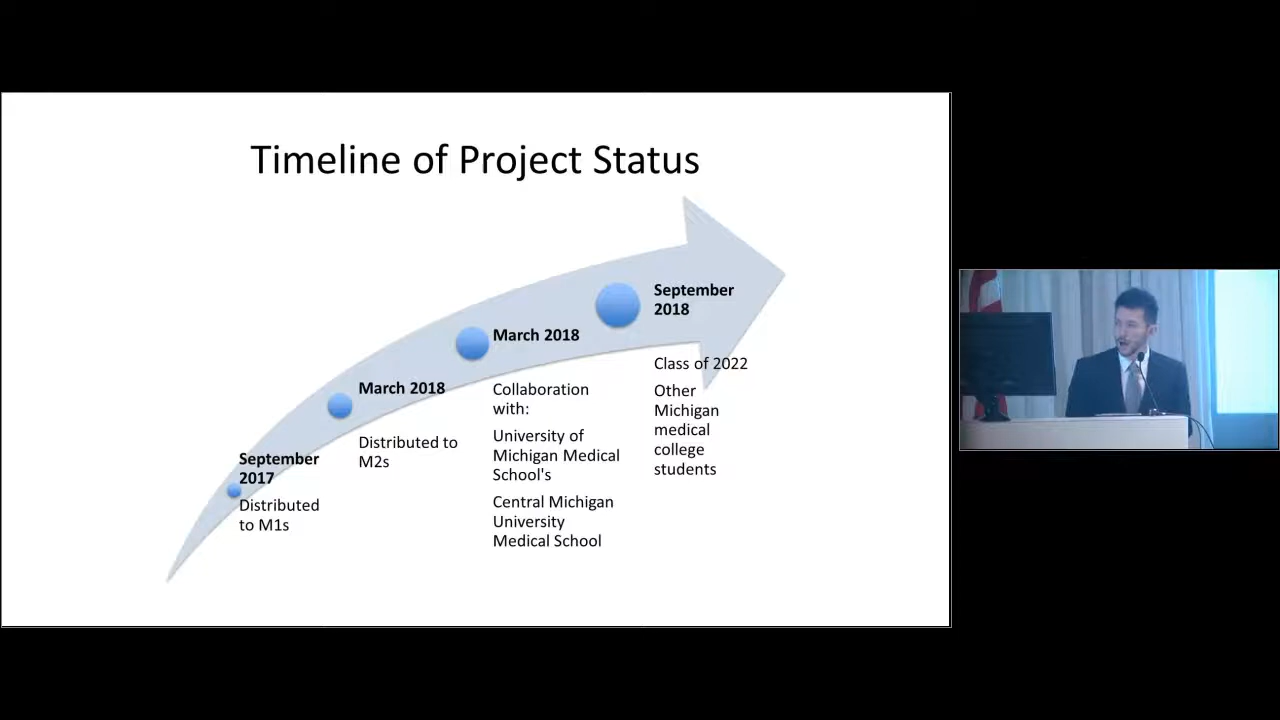 Timeline of Project Status
September
2017
Distributed
to M1s
March 2018
Distributed to
M2s
March 2018
Collaboration
with:
University of
Michigan Medical
School's
Central Michigan
University
Medical School
September
2018
Class of 2022
Other
Michigan
medical
college
students